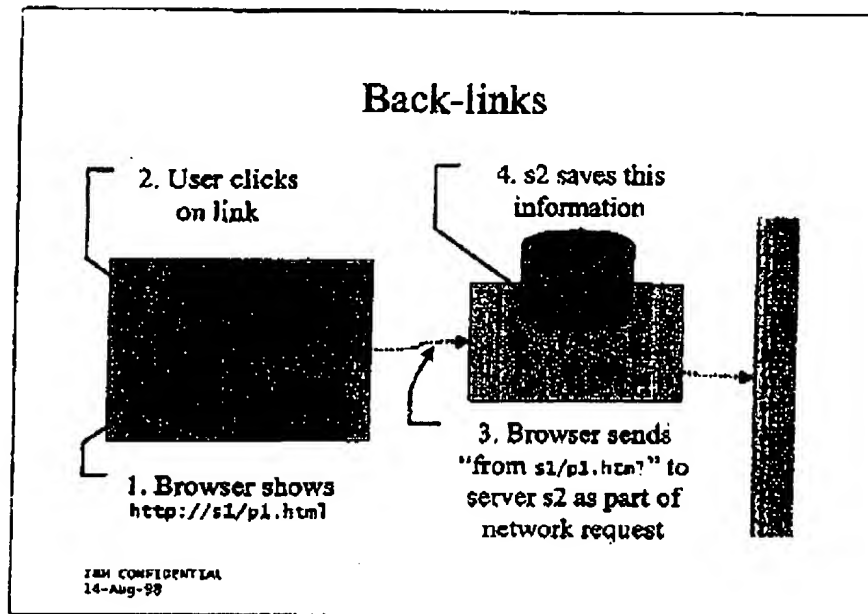 Back-links
2. User clicks
on link
4. s2 saves this
information
1. Browser shows
http://s1/p1.html
3. Browser sends
"from s1/p1.html" to
server s2 as part of
network request
IBM CONFIDENTIAL
14-Aug-98